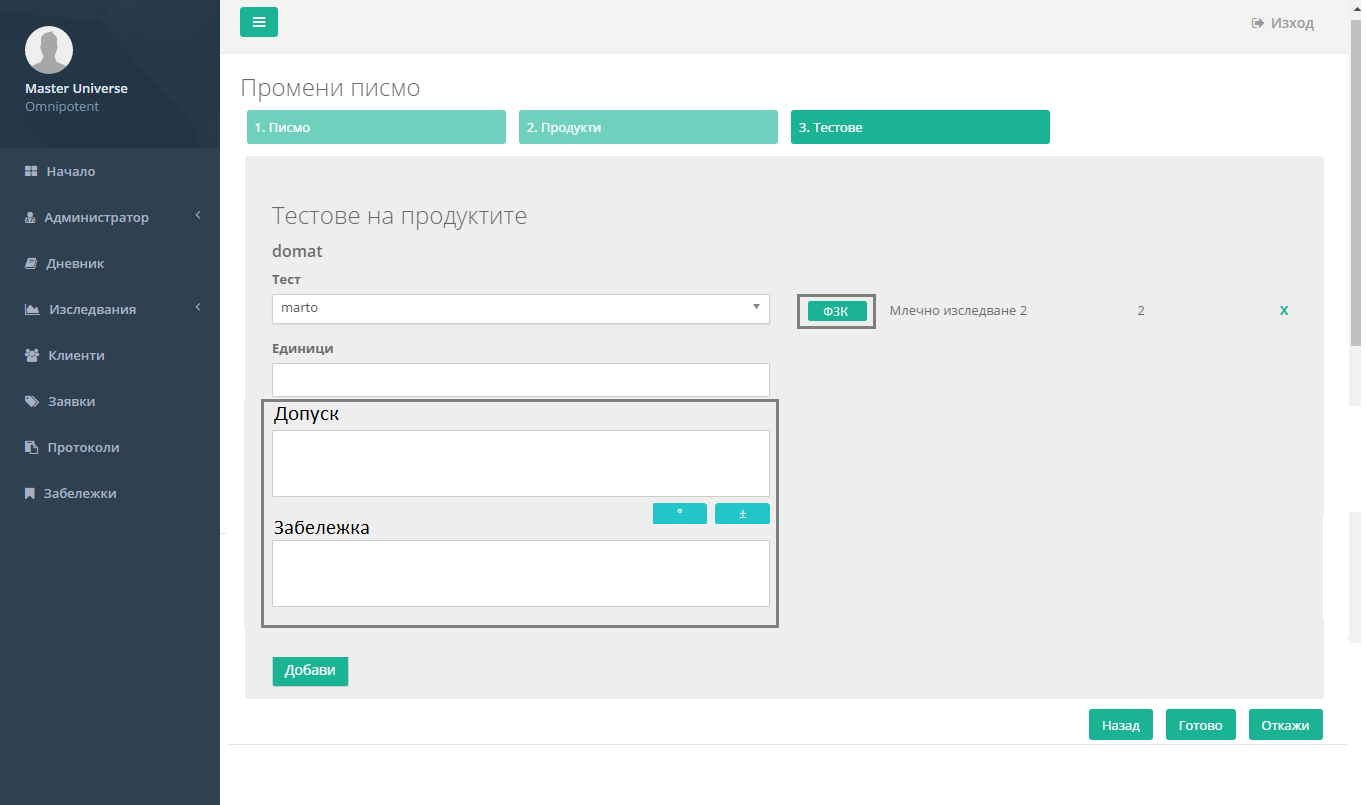 Master Universe
Omnipotent
Начало
Администратор
Дневник
Изследвания
Клиенти
Заявки
Протоколи
Забележки
Изход
Промени писмо
1. Писмо
2. Продукти
3. Тестове
Тестове на продуктите
domat
Тест
marto
ФЗК Млечно изследване 2 2 X
Единици
Допуск
° ±
Забележка
Добави
Назад Готово Откажи